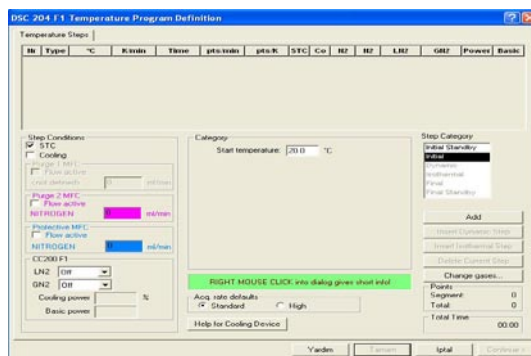 DSC 204 F1 Temperature Program Definition
Temperature Steps
Nr Type °C K/min Time pts/min pts/K STC Co N2 N2 LN2 GN2 Power Basic
Step Conditions
STC
Cooling
Purge 1 MFC
Flow active
<not defined> 0 ml/min
Purge 2 MFC
Flow active
NITROGEN 0 ml/min
Protective MFC
Flow active
NITROGEN 0 ml/min
CC200 F1
LN2 Off
GN2 Off
Cooling power %
Basic power
Category
Start temperature: 20.0 °C
RIGHT MOUSE CLICK into dialog gives short info!
Acq. rate defaults
Standard High
Help for Cooling Device
Step Category
Initial Standby
Initial
Dynamic
Isothermal
Final
Final Standby
Add
Insert Dynamic Step
Insert Isothermal Step
Delete Current Step
Change gases...
Points
Segment: 0
Total: 0
Total Time
00:00
Yardım Tamam İptal Continue >